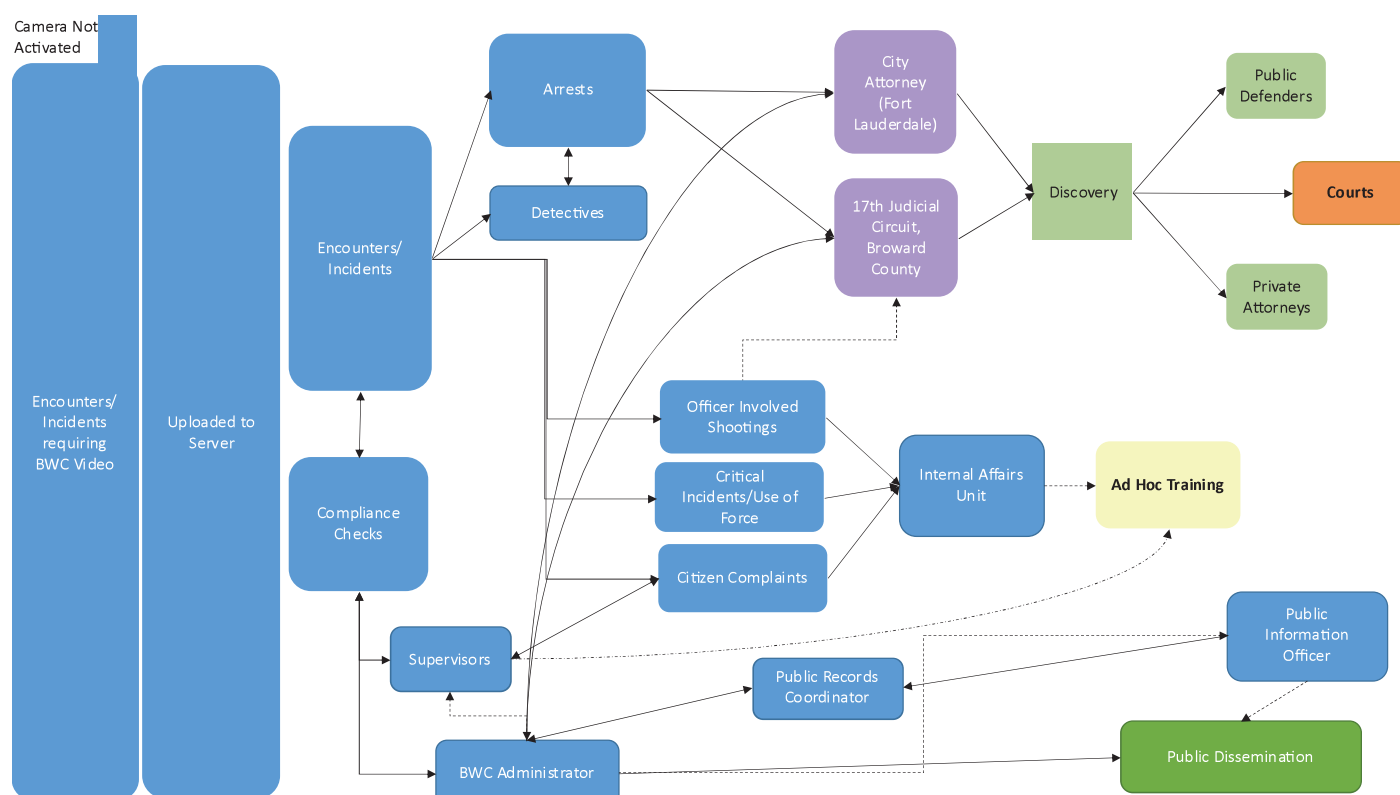 Camera Not
Activated
Encounters/
Incidents
requiring
BWC Video
Uploaded to
Server
Encounters/
Incidents
Compliance
Checks
Arrests
Detectives
City
Attorney
(Fort
Lauderdale)
17th Judicial
Circuit,
Broward
County
Discovery
Public
Defenders
Courts
Private
Attorneys
Officer Involved
Shootings
Critical
Incidents/Use of
Force
Citizen Complaints
Internal Affairs
Unit
Ad Hoc Training
Supervisors
Public Records
Coordinator
Public
Information
Officer
BWC Administrator
Public Dissemination